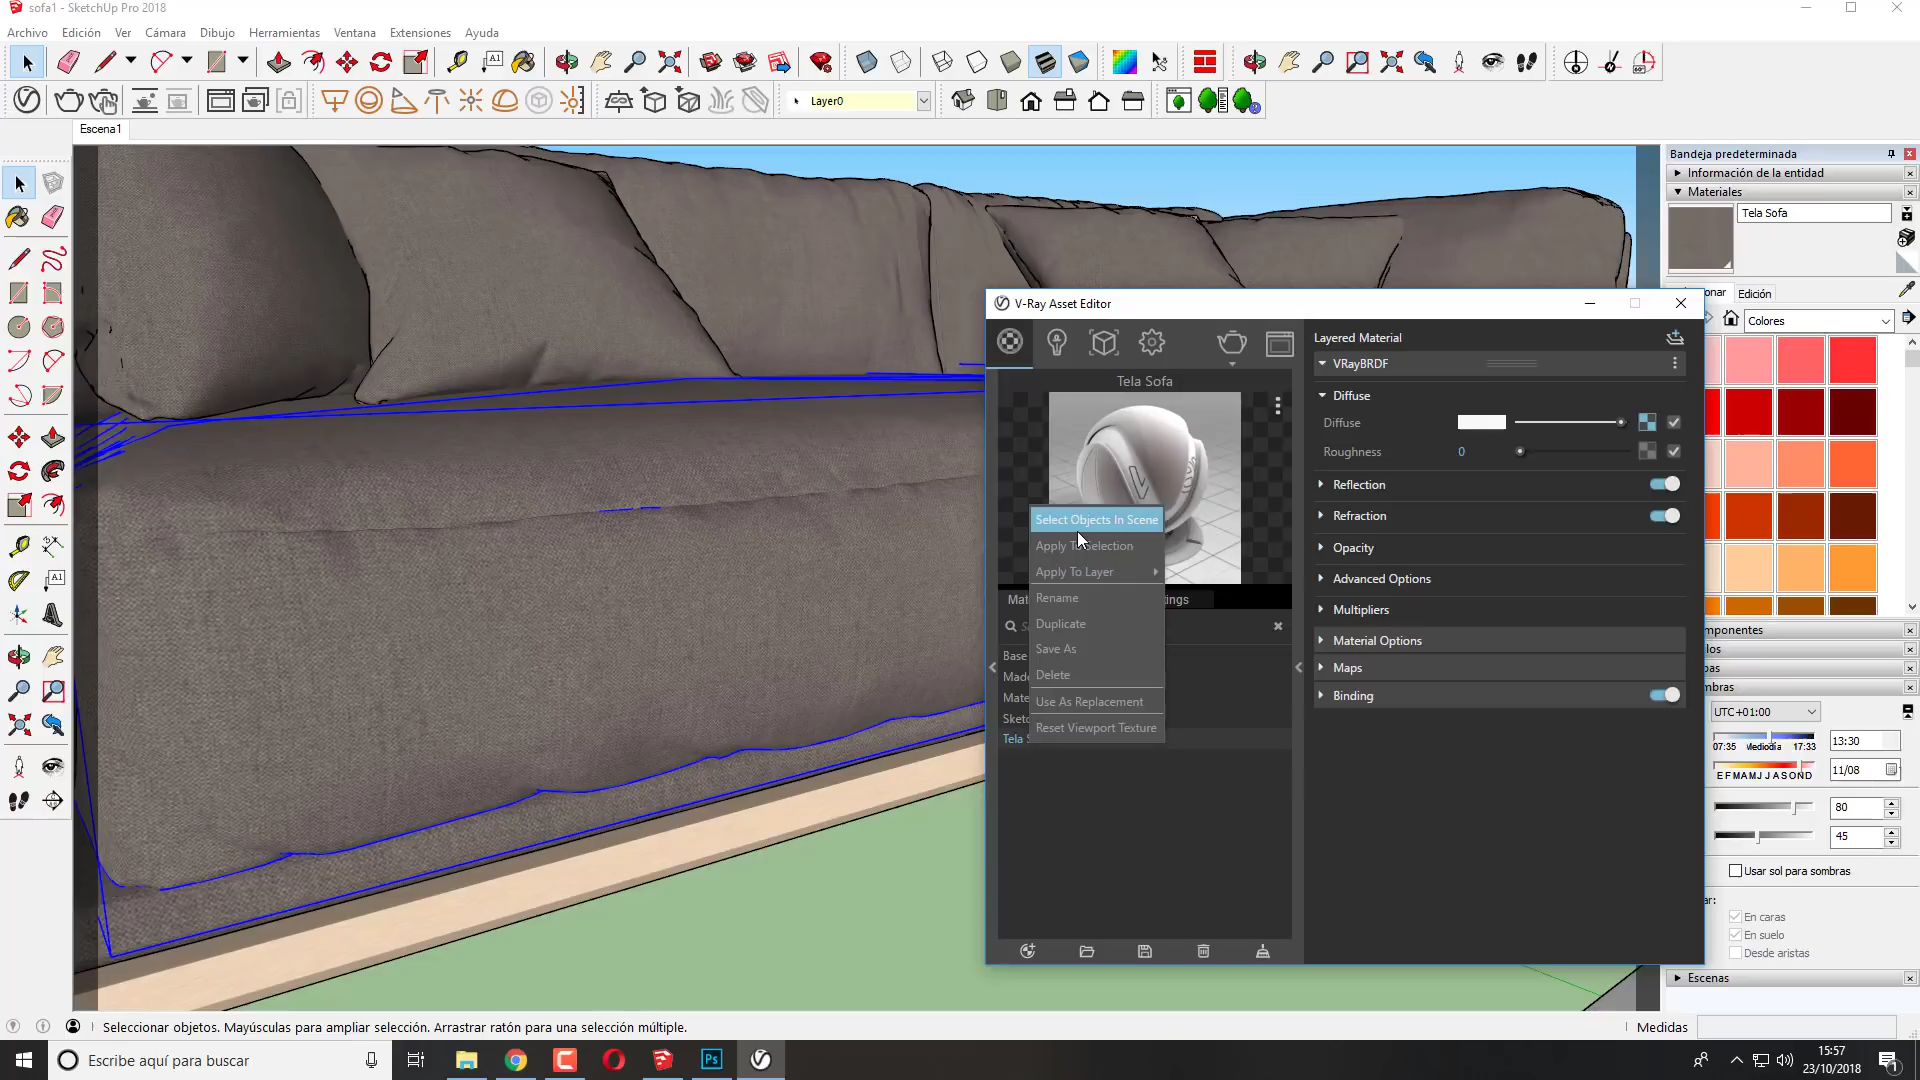 sofa1 - SketchUp Pro 2018
Archivo Edición Ver Cámara Dibujo Herramientas Ventana Extensiones Ayuda
Layer0
Escena1
Bandeja predeterminada
Información de la entidad
Materiales
Tela Sofa
Edición
Colores
V-Ray Asset Editor
Tela Sofa
Select Objects In Scene
Apply To Selection
Apply To Layer
Rename
Duplicate
Save As
Delete
Use As Replacement
Reset Viewport Texture
Base
Made
Mate
Tela S
Layered Material
VRayBRDF
Diffuse
Diffuse
Roughness 0
Reflection
Refraction
Opacity
Advanced Options
Multipliers
Material Options
Maps
Binding
UTC+01:00
07:35 Mediodía 17:33 13:30
E F M A M J J A S O N D 11/08
80
45
Usar sol para sombras
En caras
En suelo
Desde aristas
Escenas
Seleccionar objetos. Mayúsculas para ampliar selección. Arrastrar ratón para una selección múltiple.
Medidas
Escribe aquí para buscar
15:57
23/10/2018